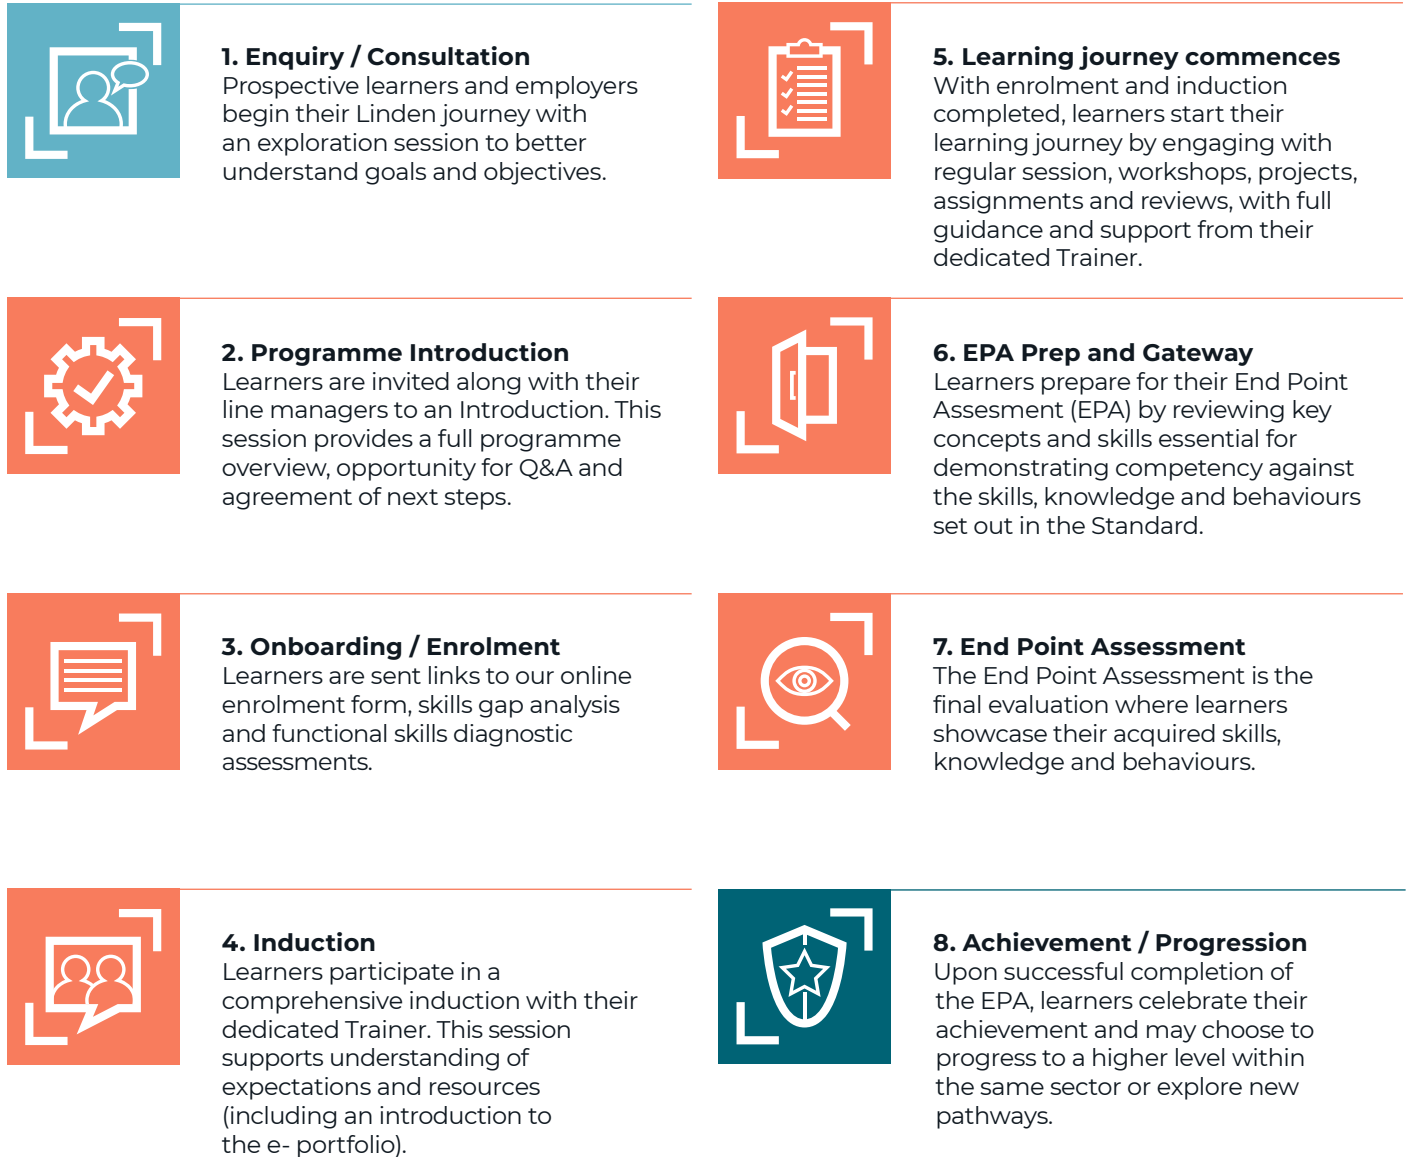 1. Enquiry / Consultation
Prospective learners and employers
begin their Linden journey with
an exploration session to better
understand goals and objectives.
2. Programme Introduction
Learners are invited along with their
line managers to an Introduction. This
session provides a full programme
overview, opportunity for Q&A and
agreement of next steps.
3. Onboarding / Enrolment
Learners are sent links to our online
enrolment form, skills gap analysis
and functional skills diagnostic
assessments.
4. Induction
Learners participate in a
comprehensive induction with their
dedicated Trainer. This session
supports understanding of
expectations and resources
(including an introduction to
the e- portfolio).
5. Learning journey commences
With enrolment and induction
completed, learners start their
learning journey by engaging with
regular session, workshops, projects,
assignments and reviews, with full
guidance and support from their
dedicated Trainer.
6. EPA Prep and Gateway
Learners prepare for their End Point
Assesment (EPA) by reviewing key
concepts and skills essential for
demonstrating competency against
the skills, knowledge and behaviours
set out in the Standard.
7. End Point Assessment
The End Point Assessment is the
final evaluation where learners
showcase their acquired skills,
knowledge and behaviours.
8. Achievement / Progression
Upon successful completion of
the EPA, learners celebrate their
achievement and may choose to
progress to a higher level within
the same sector or explore new
pathways.